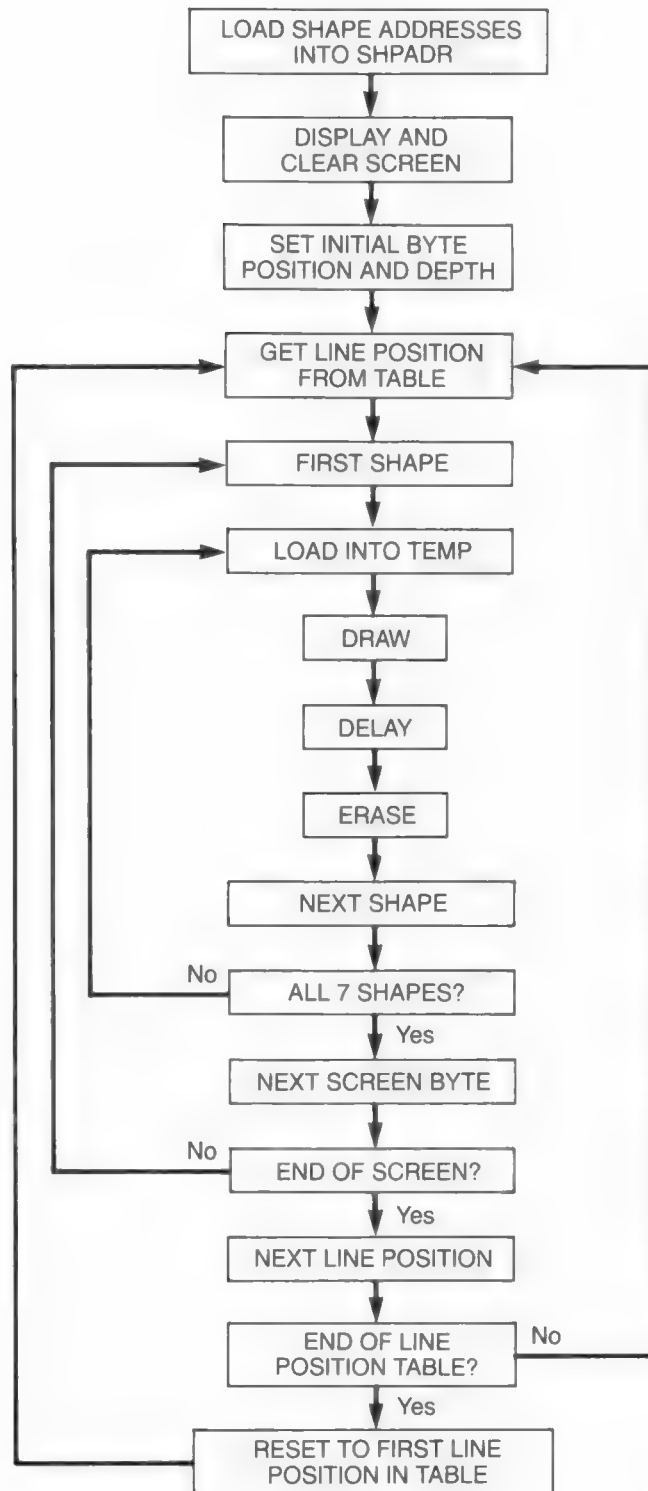 LOAD SHAPE ADDRESSES
INTO SHPADR
DISPLAY AND
CLEAR SCREEN
SET INITIAL BYTE
POSITION AND DEPTH
GET LINE POSITION
FROM TABLE
FIRST SHAPE
LOAD INTO TEMP
DRAW
DELAY
ERASE
NEXT SHAPE
No
ALL 7 SHAPES?
Yes
NEXT SCREEN BYTE
No
END OF SCREEN?
Yes
NEXT LINE POSITION
END OF LINE
POSITION TABLE?
No
Yes
RESET TO FIRST LINE
POSITION IN TABLE